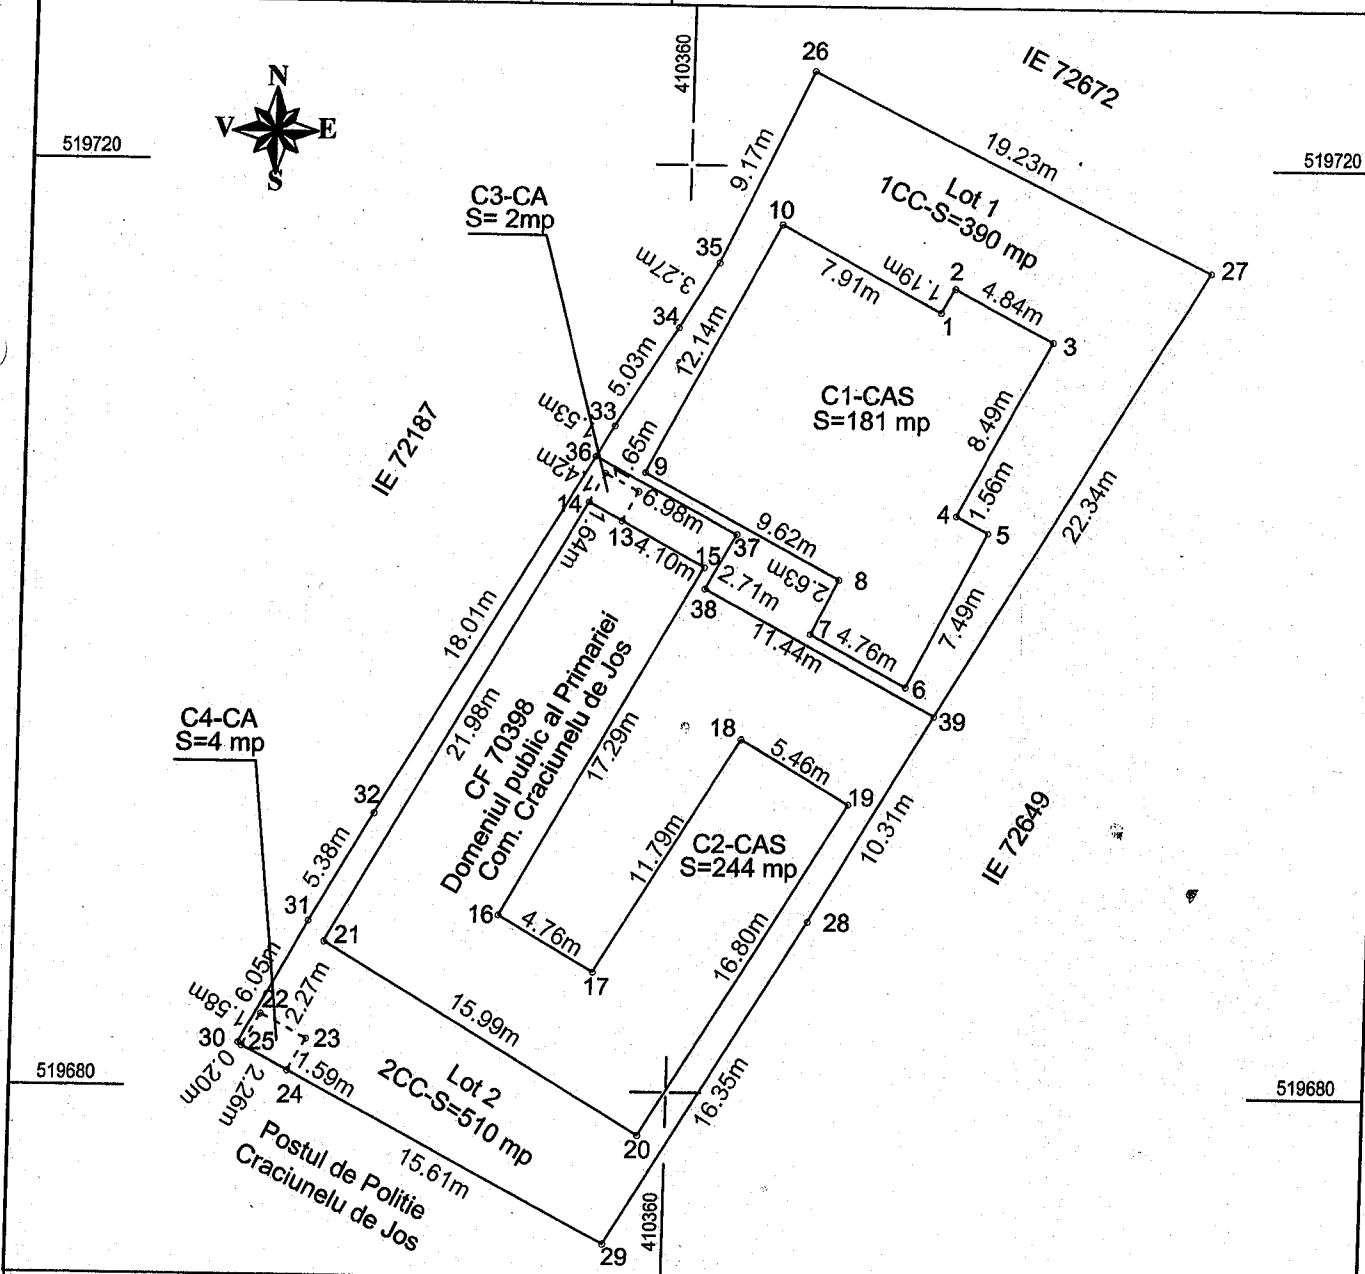 410360
26
IE 72672
N
V E
S
519720
519720
9.17m
19.23m
Lot 1
1CC-S=390 mp
C3-CA
S= 2mp
10
35
27
3.27m
7.91m
1.19m
2
4.84m
1
3
34
12.14m
5.03m
C1-CAS
S=181 mp
8.49m
IE 72187
1.53m
33
36
1.65m
9
1.42m
6.98m
9.62m
4
1.56m
5
22.34m
14
13
1.64m
4.10m
15
37
2.63m
8
2.71m
38
7
4.76m
7.49m
11.44m
6
39
18.01m
21.98m
CF 70398
Domeniul public al Primariei
Com. Craciunelu de Jos
17.29m
C4-CA
S=4 mp
18
5.46m
19
32
11.79m
C2-CAS
S=244 mp
10.31m
IE 72649
5.38m
31
16
4.76m
17
28
21
16.80m
9.05m
1.58m
22
2.27m
15.99m
30
25
23
0.20m
2.26m
1.59m
24
Lot 2
2CC-S=510 mp
16.35m
519680
519680
20
Postul de Politie
Craciunelu de Jos
15.61m
410360
29